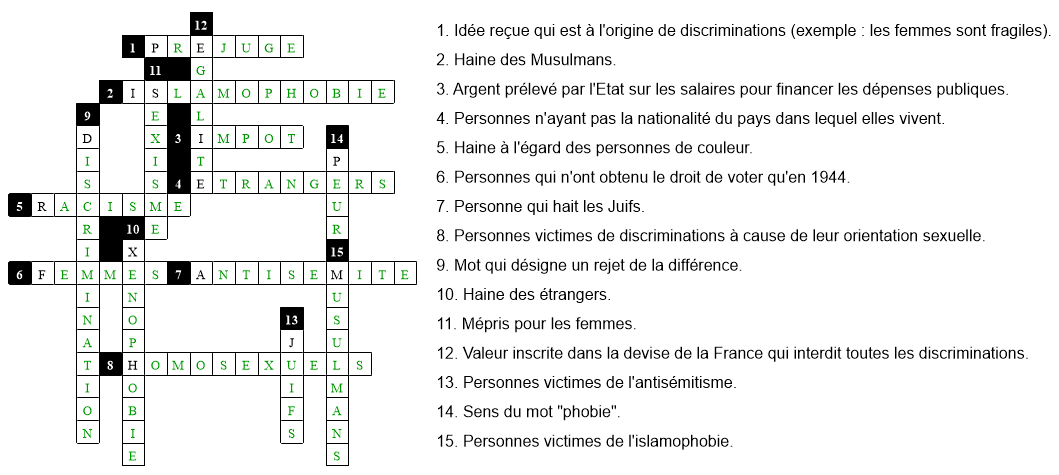 12
1 PREJUGE
11
2 ISLAMOPHOBIE
9
3 IMPOT
14
4 ETRANGERS
5 RACISME
10
15
6 FEMMES
7 ANTISEMITE
13
8 HOMOSEXUELS
DISCRIMINATION
XENOPHOBIE
SEXISME
EGALITE
JUIFS
PEUR
MUSULMANS
1. Idée reçue qui est à l'origine de discriminations (exemple : les femmes sont fragiles).
2. Haine des Musulmans.
3. Argent prélevé par l'Etat sur les salaires pour financer les dépenses publiques.
4. Personnes n'ayant pas la nationalité du pays dans lequel elles vivent.
5. Haine à l'égard des personnes de couleur.
6. Personnes qui n'ont obtenu le droit de voter qu'en 1944.
7. Personne qui hait les Juifs.
8. Personnes victimes de discriminations à cause de leur orientation sexuelle.
9. Mot qui désigne un rejet de la différence.
10. Haine des étrangers.
11. Mépris pour les femmes.
12. Valeur inscrite dans la devise de la France qui interdit toutes les discriminations.
13. Personnes victimes de l'antisémitisme.
14. Sens du mot "phobie".
15. Personnes victimes de l'islamophobie.